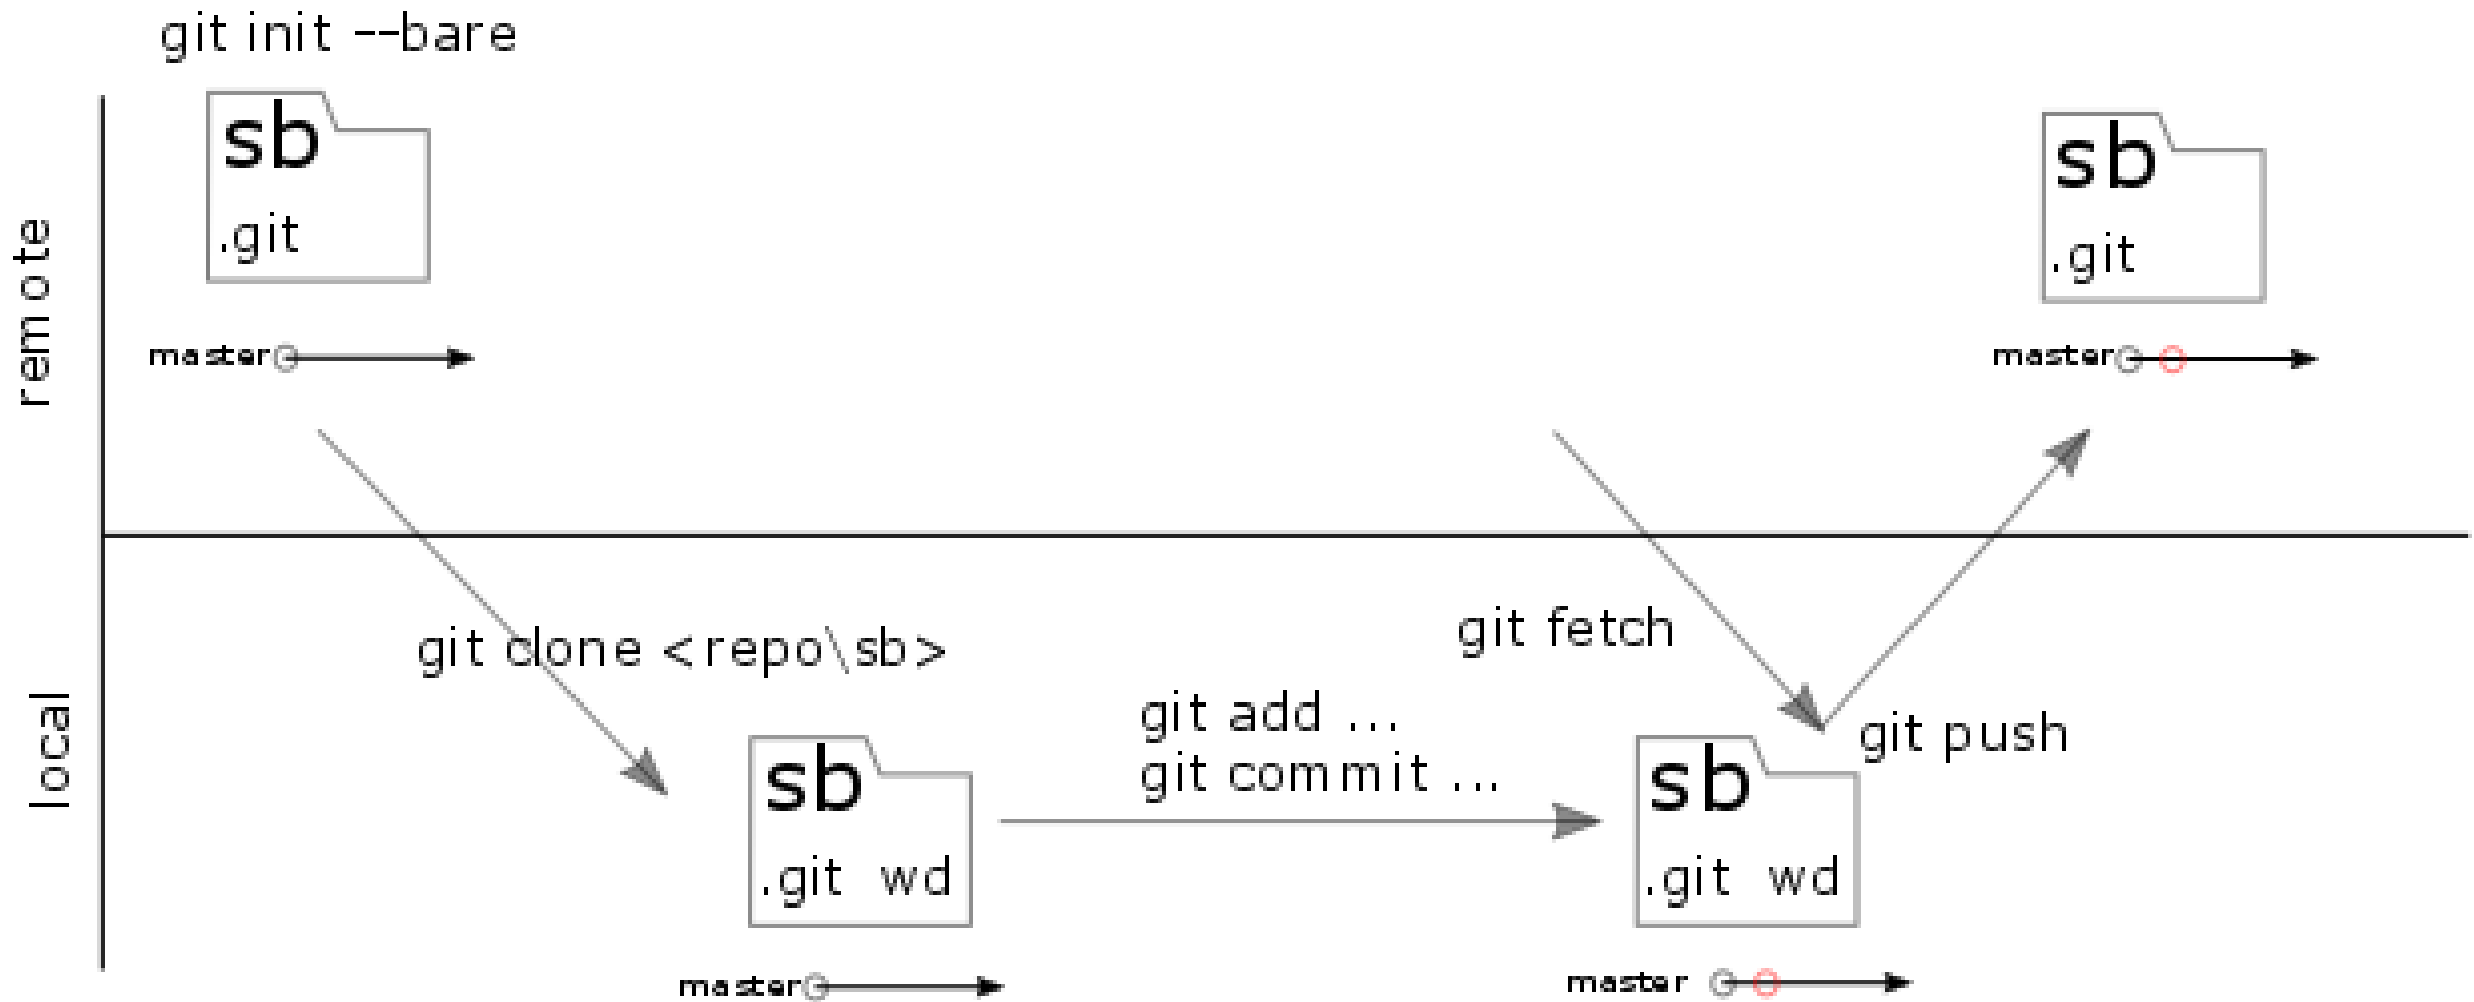 git init --bare
sb
.git
master
remote
sb
.git
master
local
git clone <repo\sb>
sb
.git wd
master
git add ...
git commit ...
git fetch
git push
sb
.git wd
master